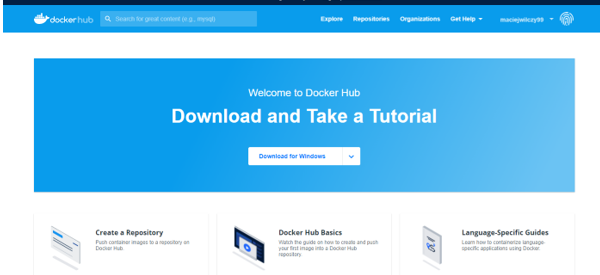 dockerhub
Search for great content (e.g., mysql)
Explore Repositories Organizations Get Help maciejwilczy99
Welcome to Docker Hub
Download and Take a Tutorial
Download for Windows
Create a Repository
Push container images to a repository on
Docker Hub.
Docker Hub Basics
Watch the guide on how to create and push
your first image into a Docker Hub
repository.
Language-Specific Guides
Learn how to containerize language-
specific applications using Docker.